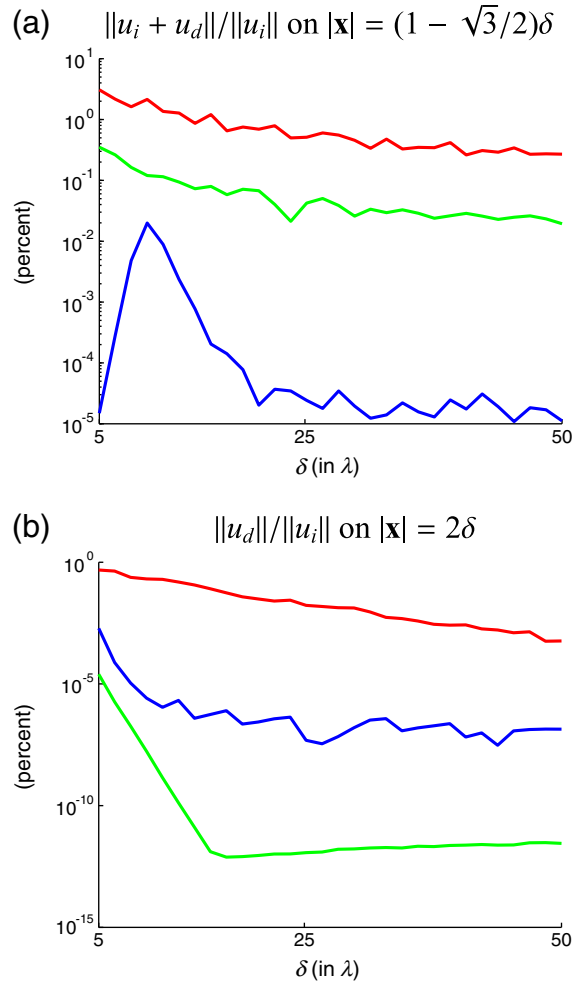 (a) ||u_i + u_d||/||u_i|| on |x| = (1 − √3/2)δ
10^1
10^0
10^-1
10^-2
10^-3
10^-4
10^-5
(percent)
5 25 50
δ (in λ)
(b) ||u_d||/||u_i|| on |x| = 2δ
10^0
10^-5
10^-10
10^-15
(percent)
5 25 50
δ (in λ)